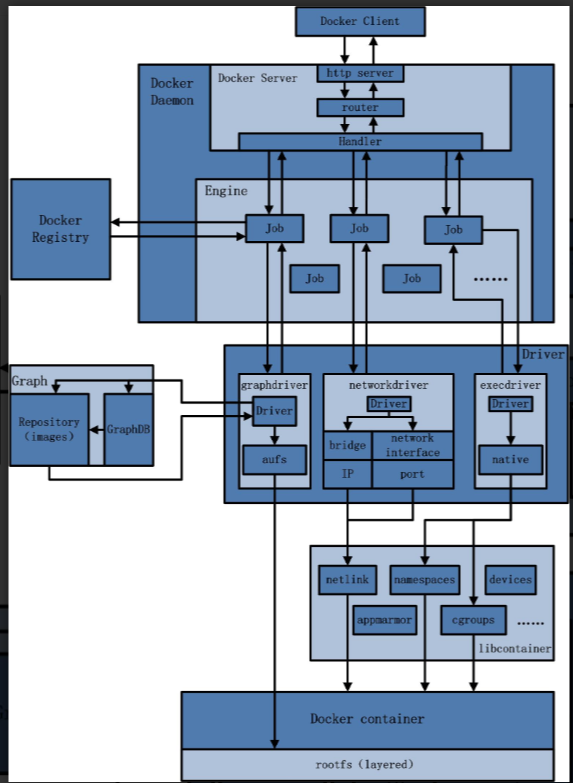 Docker Client
Docker Daemon
Docker Server
http server
router
Handler
Engine
Docker Registry
Job
Job
Job
Job
Job
......
Driver
Graph
Repository
(images)
GraphDB
graphdriver
Driver
aufs
networkdriver
Driver
bridge
network interface
IP
port
execdriver
Driver
native
netlink
namespaces
devices
appmarmor
cgroups
......
libcontainer
Docker container
rootfs (layered)